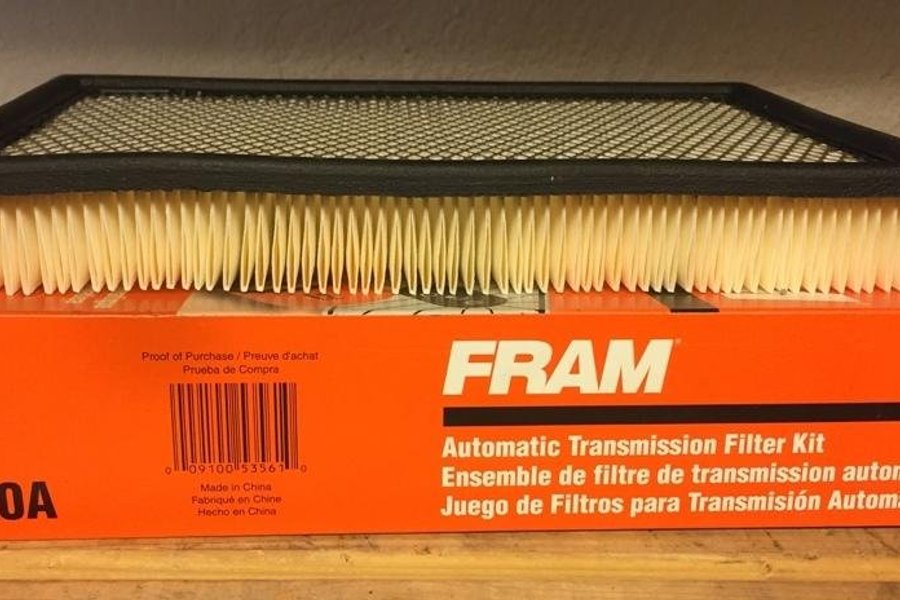 Proof of Purchase / Preuve d'achat
Prueba de Compra
0 09100 53561 0
Made in China
Fabriqué en Chine
Hecho en China
0A
FRAM
Automatic Transmission Filter Kit
Ensemble de filtre de transmission autom
Juego de Filtros para Transmisión Automa